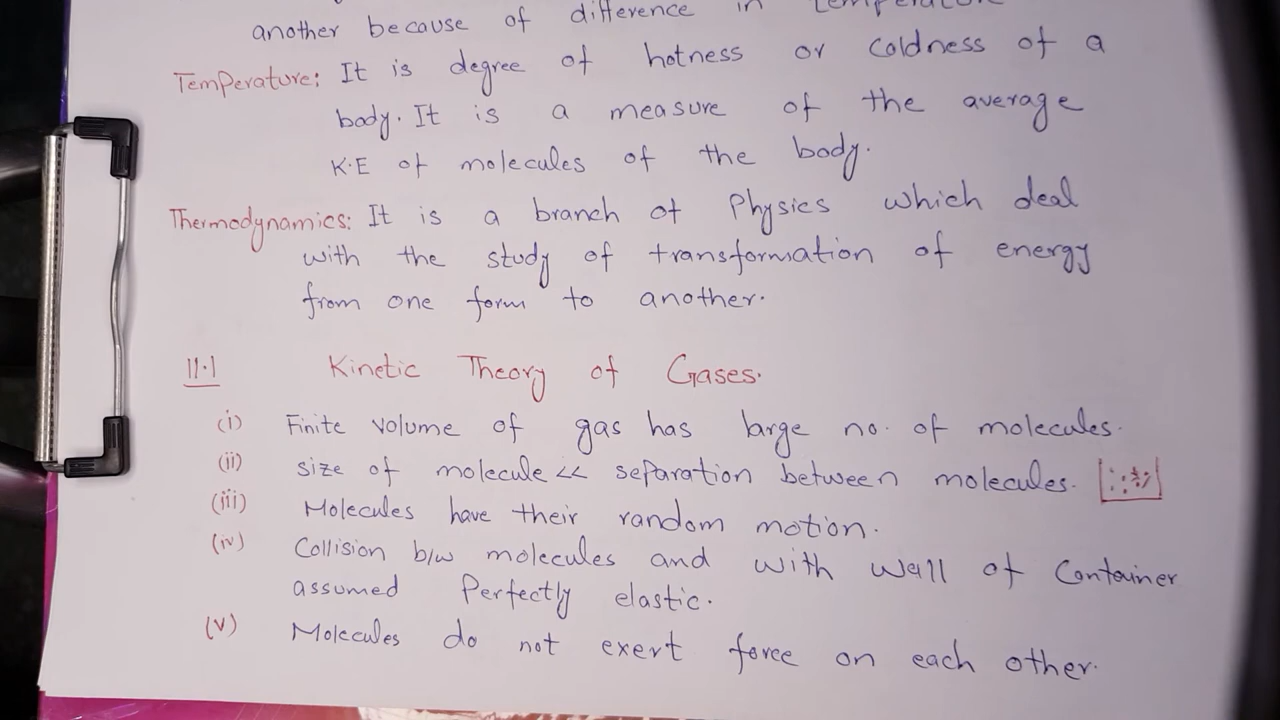 another because of difference in temperature
Temperature: It is degree of hotness or coldness of a
body. It is a measure of the average
K.E of molecules of the body.
Thermodynamics: It is a branch of Physics which deal
with the study of transformation of energy
from one form to another.
11.1 Kinetic Theory of Gases.
(i) Finite volume of gas has large no. of molecules.
(ii) size of molecule << separation between molecules.
(iii) Molecules have their random motion.
(iv) Collision b/w molecules and with wall of Container
assumed Perfectly elastic.
(v) Molecules do not exert force on each other.